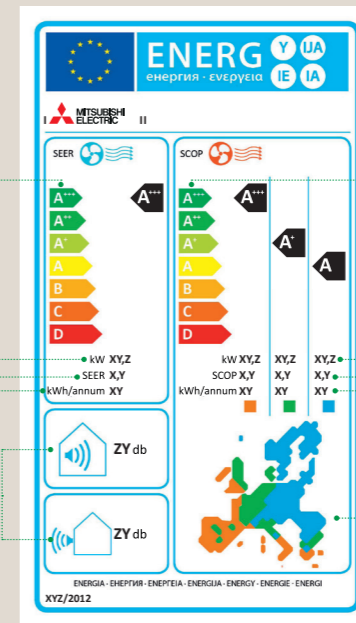 ENERG Y IJA
енергия · ενεργεια IE IA
I MITSUBISHI ELECTRIC II
SEER
A+++ A+++
A++
A+
A
B
C
D
kW XY,Z
SEER X,Y
kWh/annum XY
SCOP
A+++ A+++
A++
A+ A+
A A
B
C
D
kW XY,Z XY,Z XY,Z
SCOP X,Y X,Y X,Y
kWh/annum XY XY XY
ZY db
ZY db
ENERGIA · ЕНЕРГИЯ · ΕΝΕΡΓΕΙΑ · ENERGIJA · ENERGY · ENERGIE · ENERGI
XYZ/2012